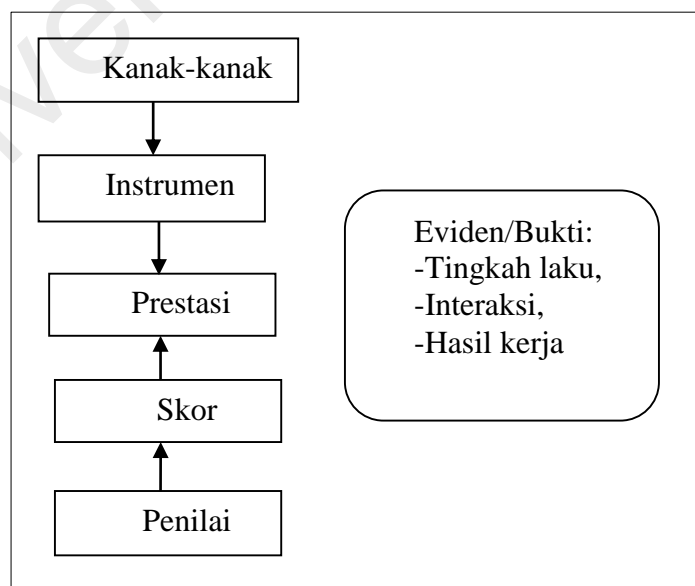 Kanak-kanak
Instrumen
Prestasi
Skor
Penilai
Eviden/Bukti:
-Tingkah laku,
-Interaksi,
-Hasil kerja